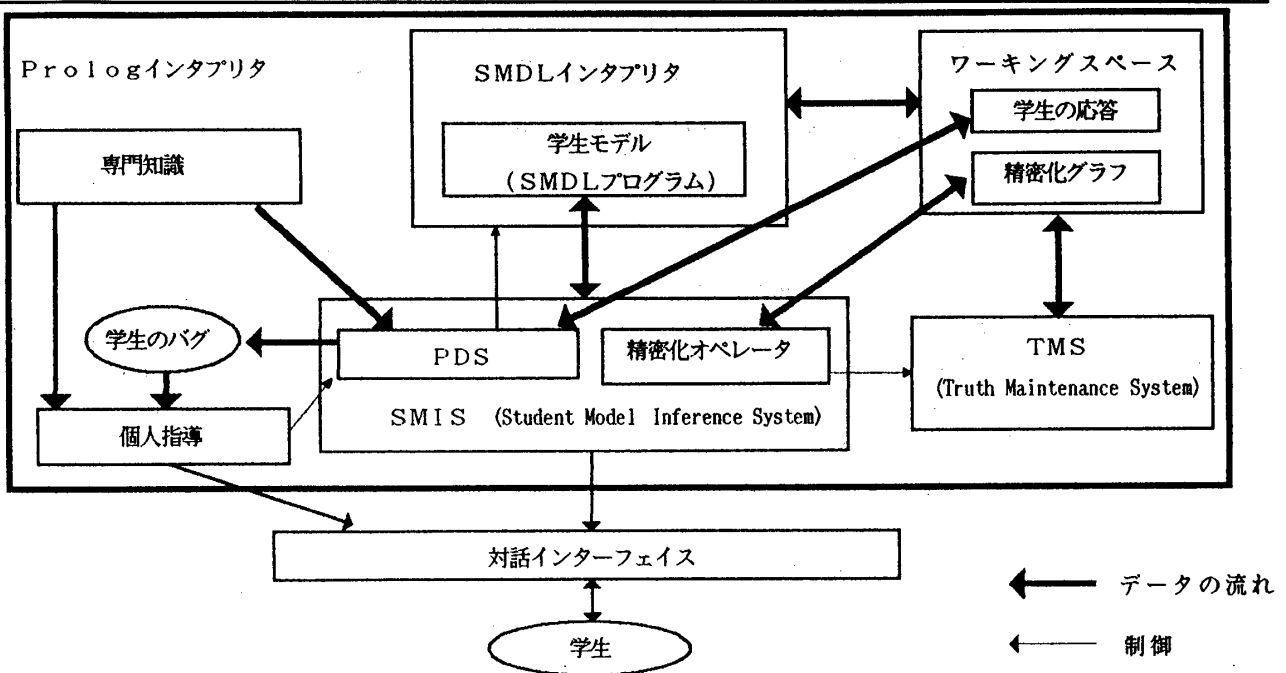 Prologインタプリタ
SMDLインタプリタ
ワーキングスペース
学生の応答
専門知識
学生モデル
(SMDLプログラム)
精密化グラフ
学生のバグ
PDS
精密化オペレータ
TMS
(Truth Maintenance System)
個人指導
SMIS (Student Model Inference System)
対話インターフェイス
データの流れ
学生
制御